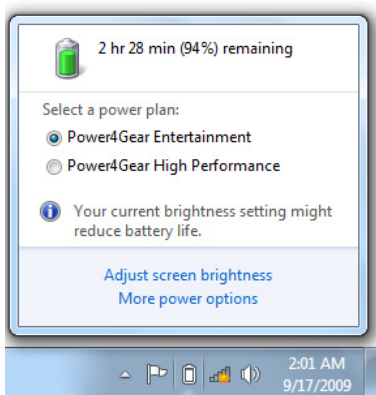 2 hr 28 min (94%) remaining
Select a power plan:
Power4Gear Entertainment
Power4Gear High Performance
Your current brightness setting might
reduce battery life.
Adjust screen brightness
More power options
2:01 AM
9/17/2009